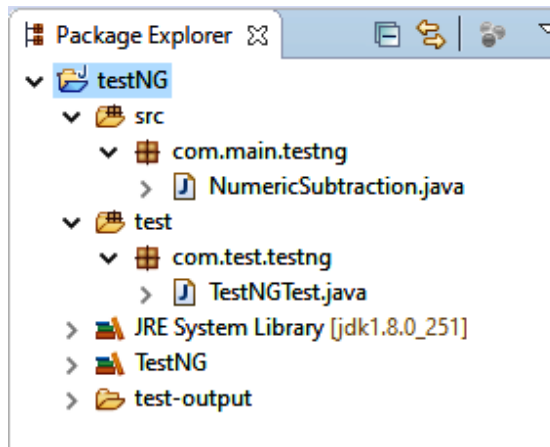 Package Explorer
testNG
src
com.main.testng
NumericSubtraction.java
test
com.test.testng
TestNGTest.java
JRE System Library [jdk1.8.0_251]
TestNG
test-output